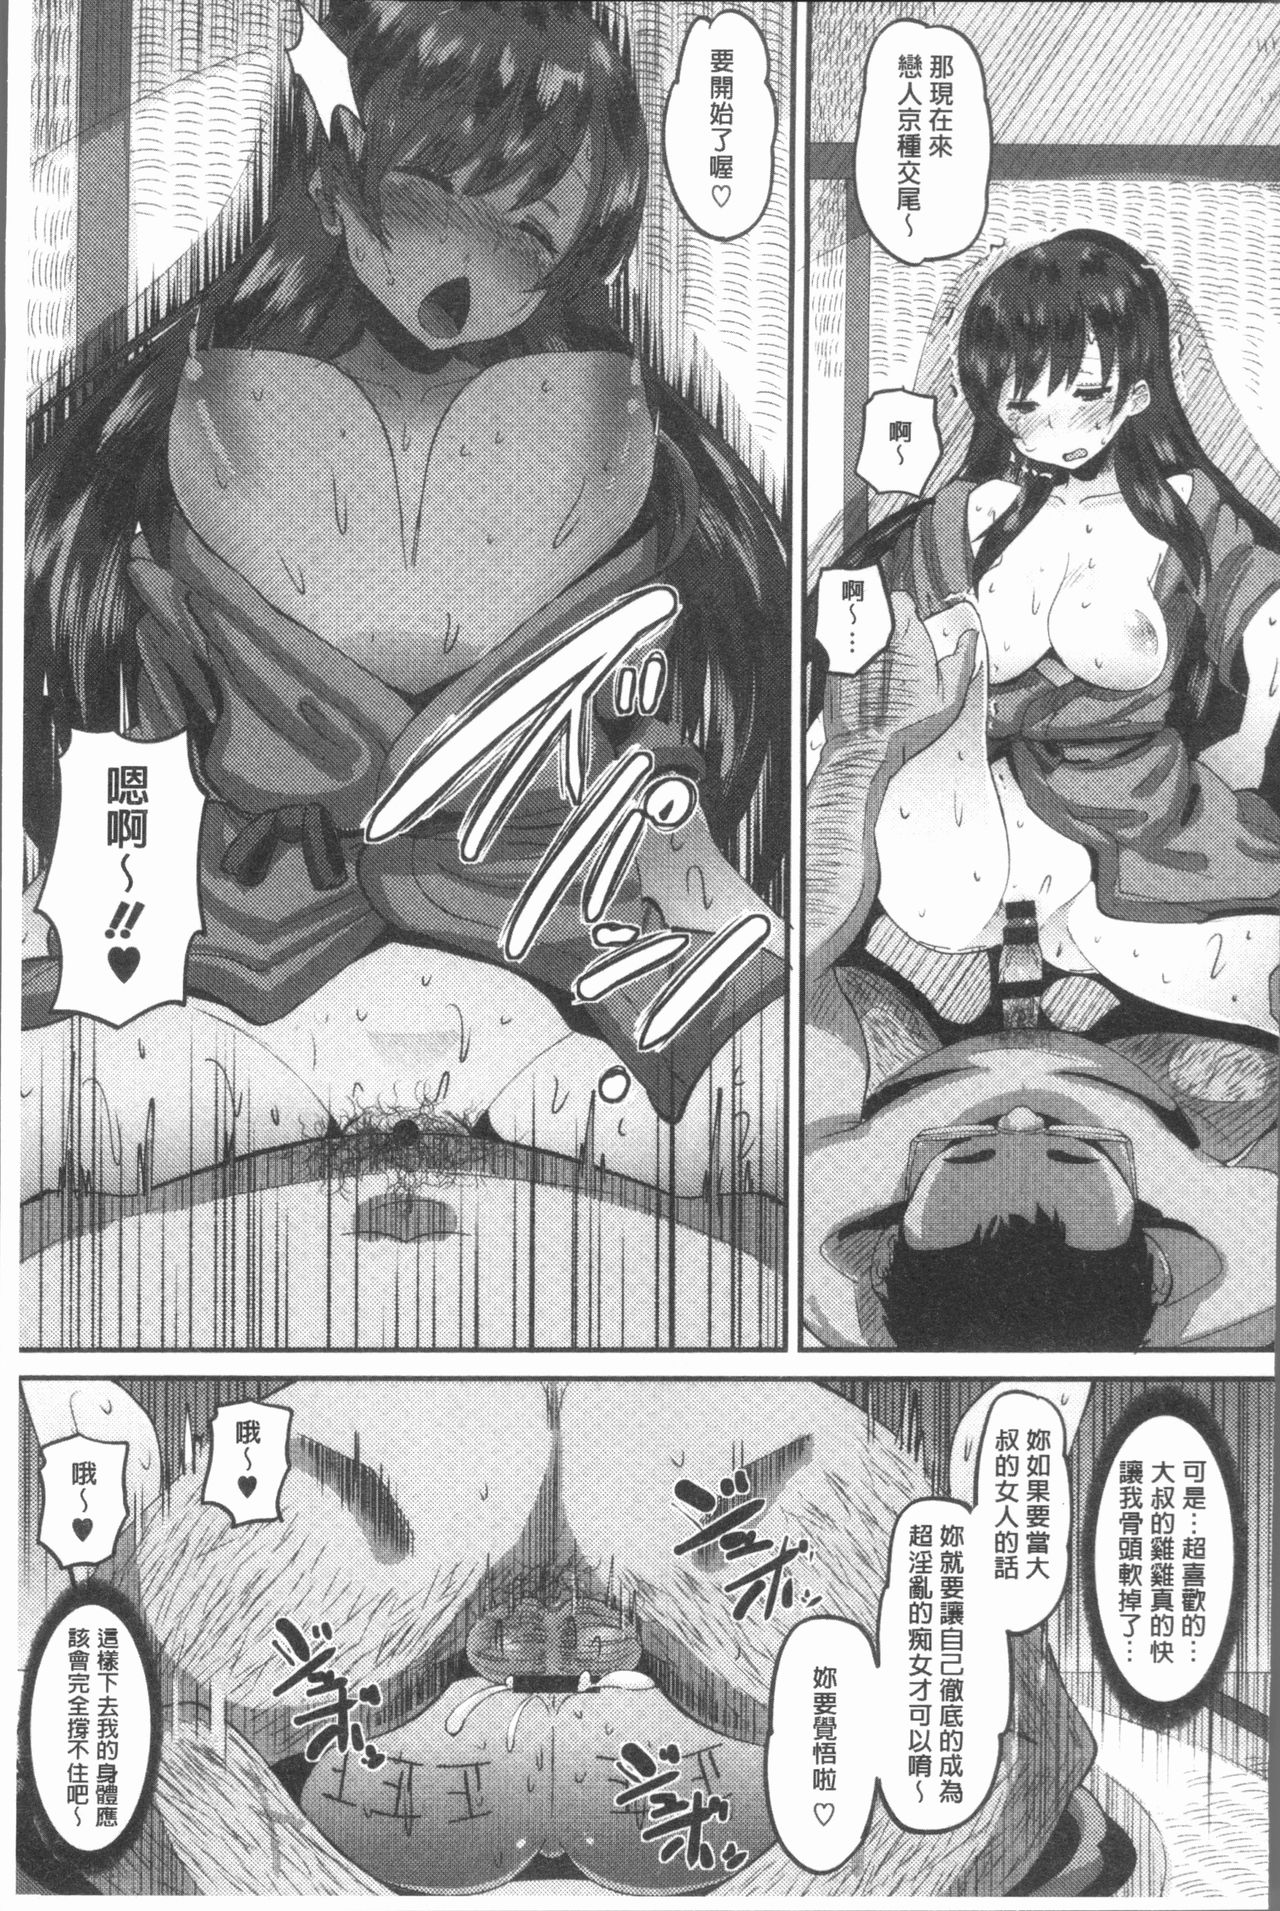 那現在來
戀人京種交尾～
啊～
啊～…
要開始了喔♡
嗯啊～!!♥
ズパパンッ
可是…超喜歡的…
大叔的雞雞真的快
讓我骨頭軟掉了…
妳如果要當大
叔的女人的話
妳就要讓自己徹底的成為
超淫亂的痴女才可以唷～
妳要覺悟啦♡
ジュボ
ジュボ
ジュボ
哦～♥
哦～♥
這樣下去我的身體應
該會完全撐不住吧～
正正正正